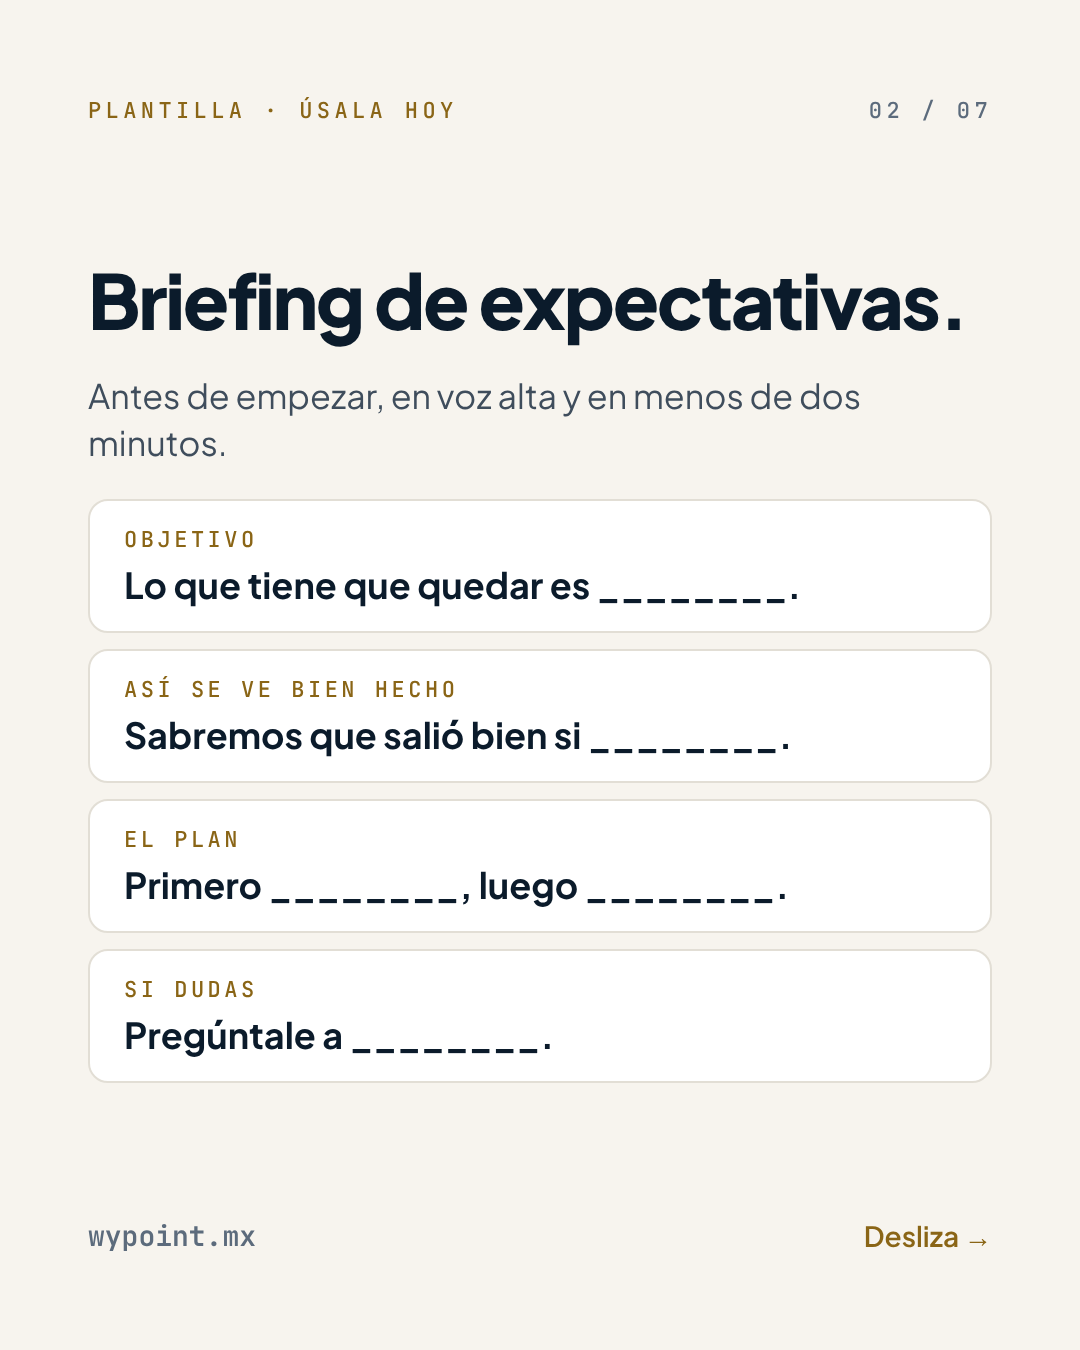 PLANTILLA · ÚSALA HOY
02 / 07
Briefing de expectativas.
Antes de empezar, en voz alta y en menos de dos
minutos.
OBJETIVO
Lo que tiene que quedar es ________.
ASÍ SE VE BIEN HECHO
Sabremos que salió bien si ________.
EL PLAN
Primero ________, luego ________.
SI DUDAS
Pregúntale a ________.
wypoint.mx
Desliza →